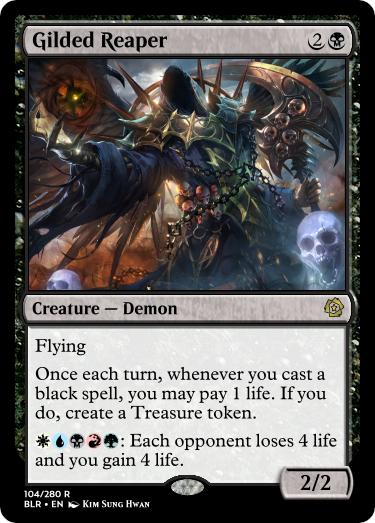 Gilded Reaper 2
Creature — Demon
Flying
Once each turn, whenever you cast a
black spell, you may pay 1 life. If you
do, create a Treasure token.
: Each opponent loses 4 life
and you gain 4 life.
2/2
104/280 R
BLR • EN Kim Sung Hwan